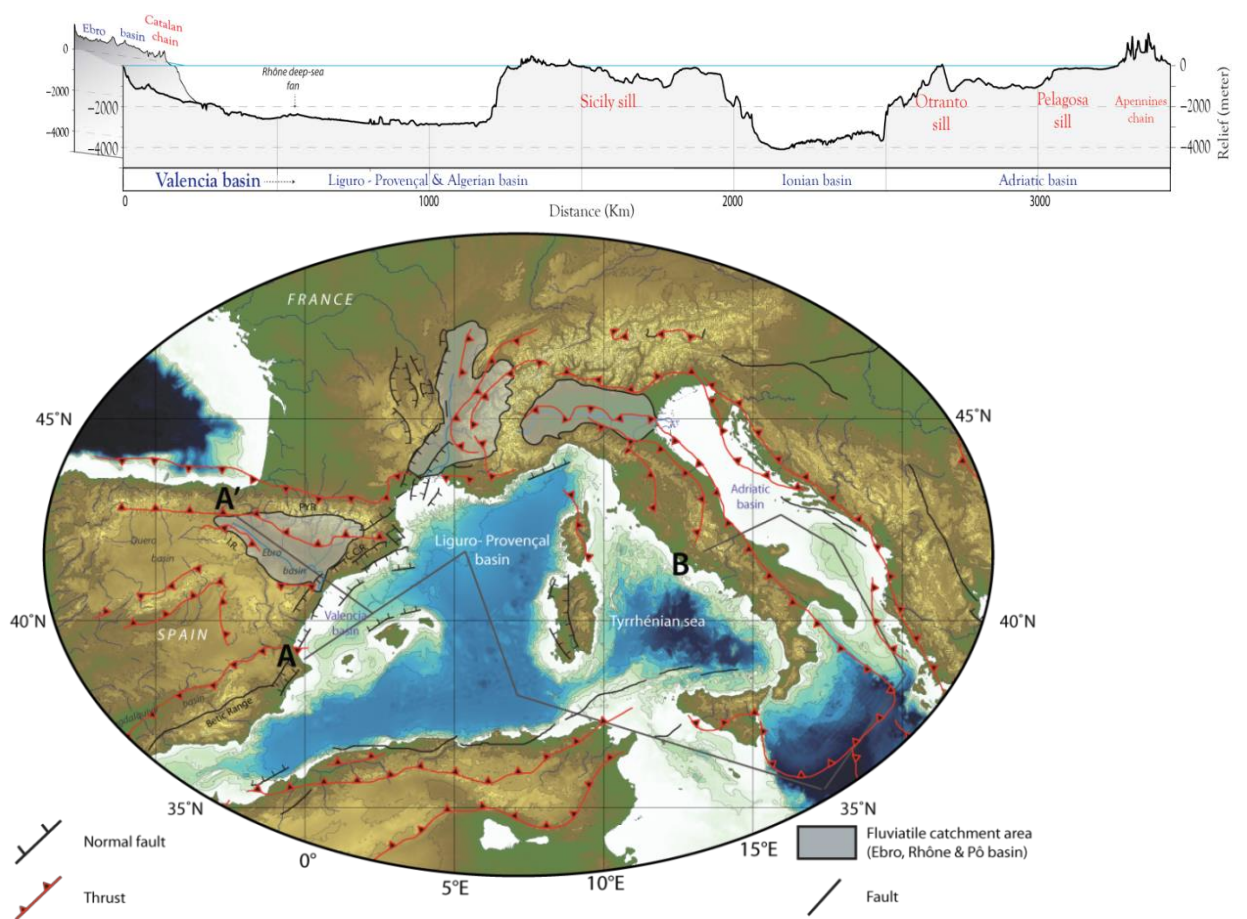 Ebro basin
Catalan
chain
0
-2000
-4000
Rhône deep-sea
fan
Sicily sill
Otranto
sill
Pelagosa
sill
Apennines
chain
0
-2000
-4000
Relief (meter)
Valencia basin
Liguro - Provençal & Algerian basin
Ionian basin
Adriatic basin
0
1000
2000
3000
Distance (Km)
FRANCE
45°N
45°N
A'
PYR
Adriatic
basin
I.R.
Ebro
basin
C.R.
Duero
basin
Liguro- Provençal
basin
B
40°N
40°N
Valencia
basin
Tyrrhénian sea
SPAIN
A
Betic Range
basin
35°N
35°N
0°
5°E
10°E
15°E
Normal fault
Thrust
Fluviatile catchment area
(Ebro, Rhône & Pô basin)
Fault